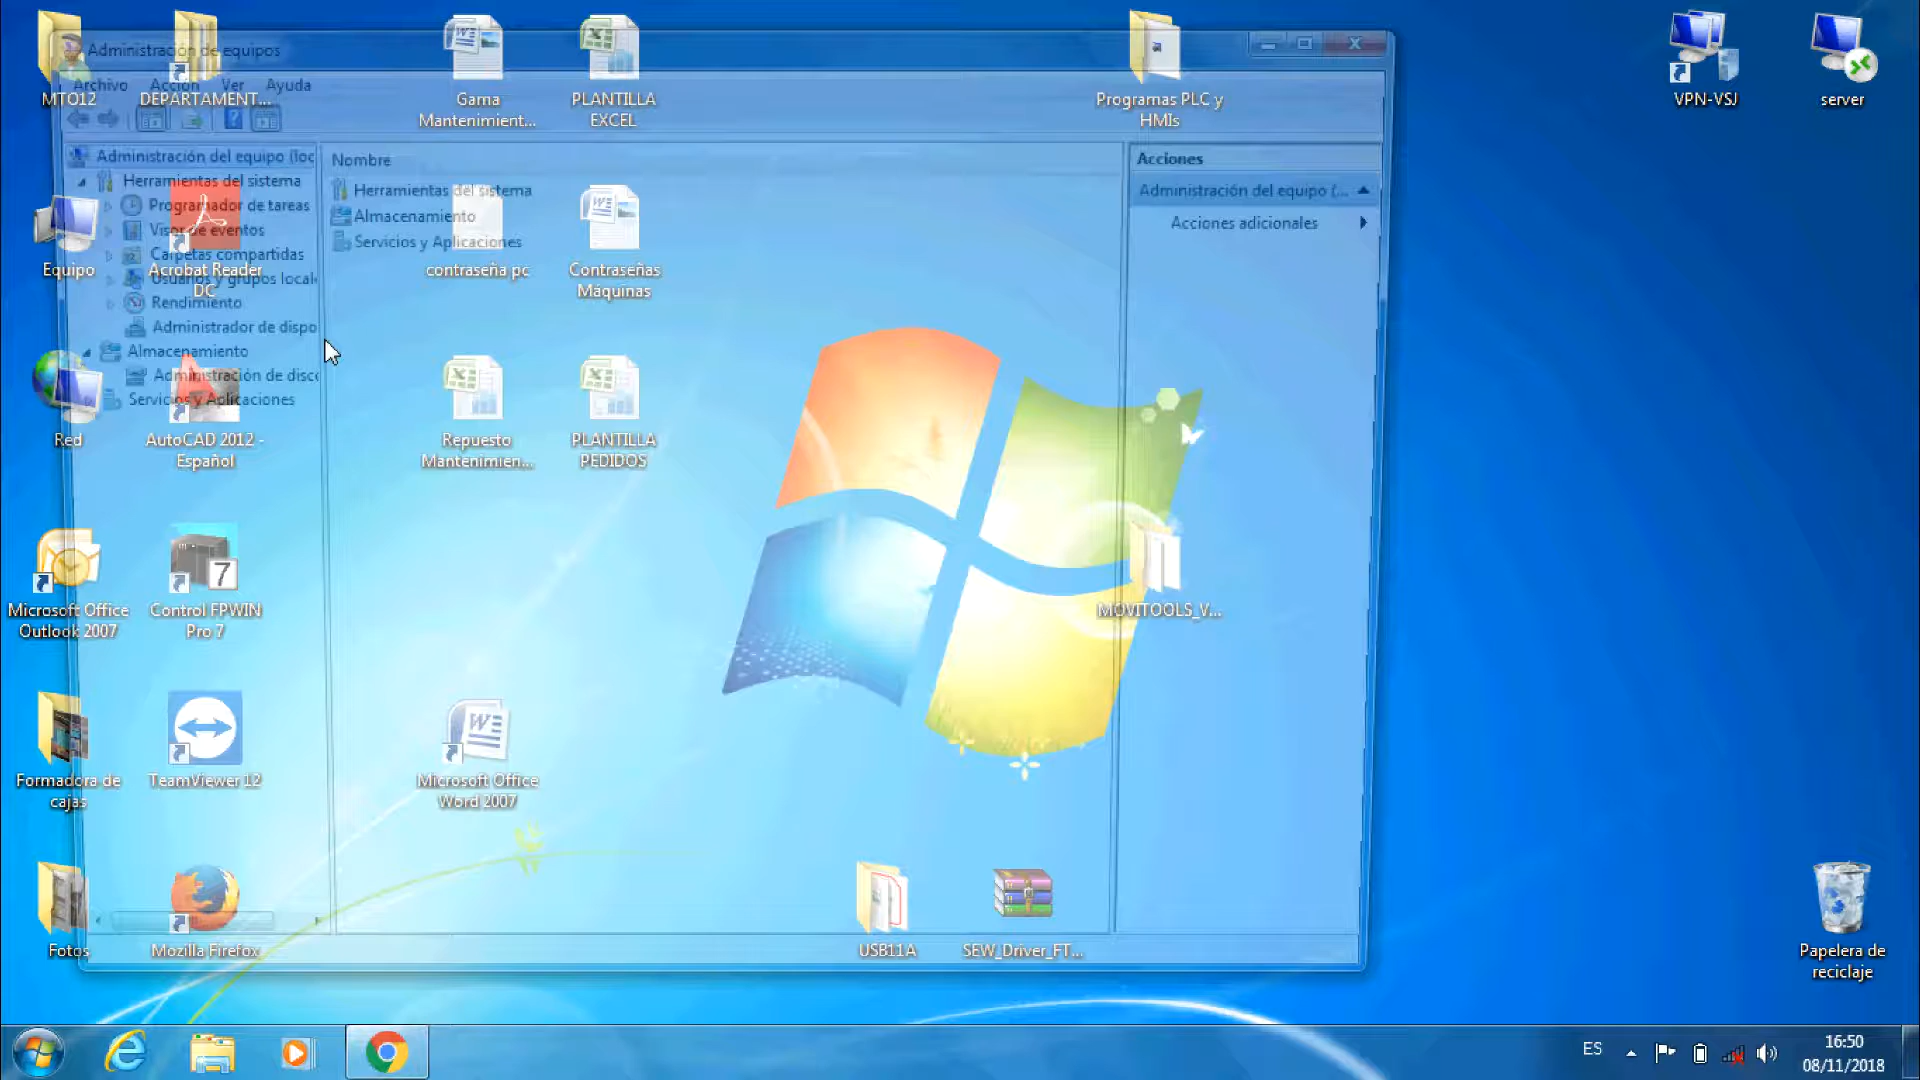 Administración de equipos
Archivo Acción Ver Ayuda
MTO12
DEPARTAMENT...
Gama
Mantenimient...
PLANTILLA
EXCEL
Programas PLC y
HMIs
VPN-VSJ
server
Administración del equipo (loc
Herramientas del sistema
Programador de tareas
Visor de eventos
Carpetas compartidas
Usuarios y grupos local
Rendimiento
Administrador de dispo
Almacenamiento
Administración de disc
Servicios y Aplicaciones
Nombre
Herramientas del sistema
Almacenamiento
Servicios y Aplicaciones
Acciones
Administración del equipo (...
Acciones adicionales
Equipo
Acrobat Reader
DC
contraseña pc
Contraseñas
Máquinas
Red
AutoCAD 2012 -
Español
Repuesto
Mantenimien...
PLANTILLA
PEDIDOS
Microsoft Office
Outlook 2007
7
Control FPWIN
Pro 7
MOVITOOLS_V...
Formadora de
cajas
TeamViewer 12
Microsoft Office
Word 2007
Fotos
Mozilla Firefox
USB11A
SEW_Driver_FT...
Papelera de
reciclaje
ES
16:50
08/11/2018